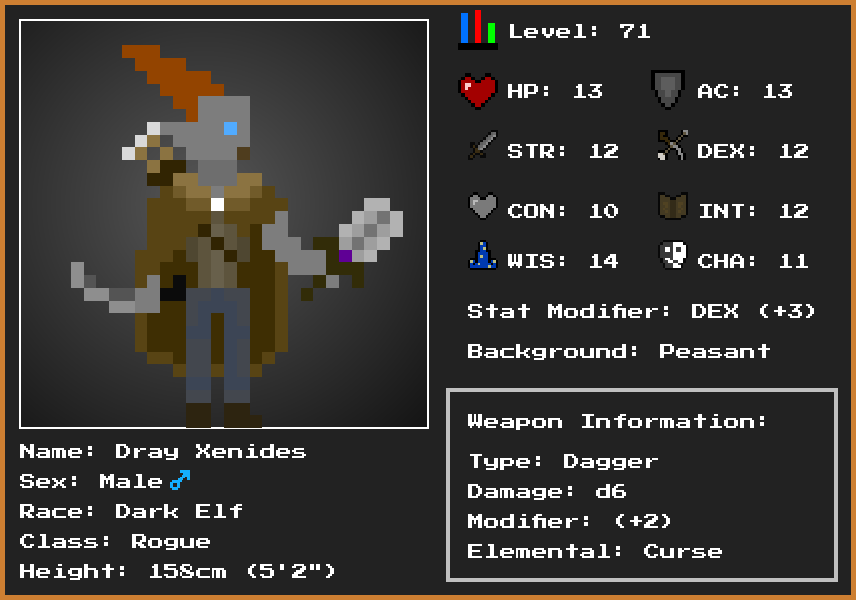 Level: 71
HP: 13 AC: 13
STR: 12 DEX: 12
CON: 10 INT: 12
WIS: 14 CHA: 11
Stat Modifier: DEX (+3)
Background: Peasant
Name: Dray Xenides
Sex: Male♂
Race: Dark Elf
Class: Rogue
Height: 158cm (5'2")
Weapon Information:
Type: Dagger
Damage: d6
Modifier: (+2)
Elemental: Curse